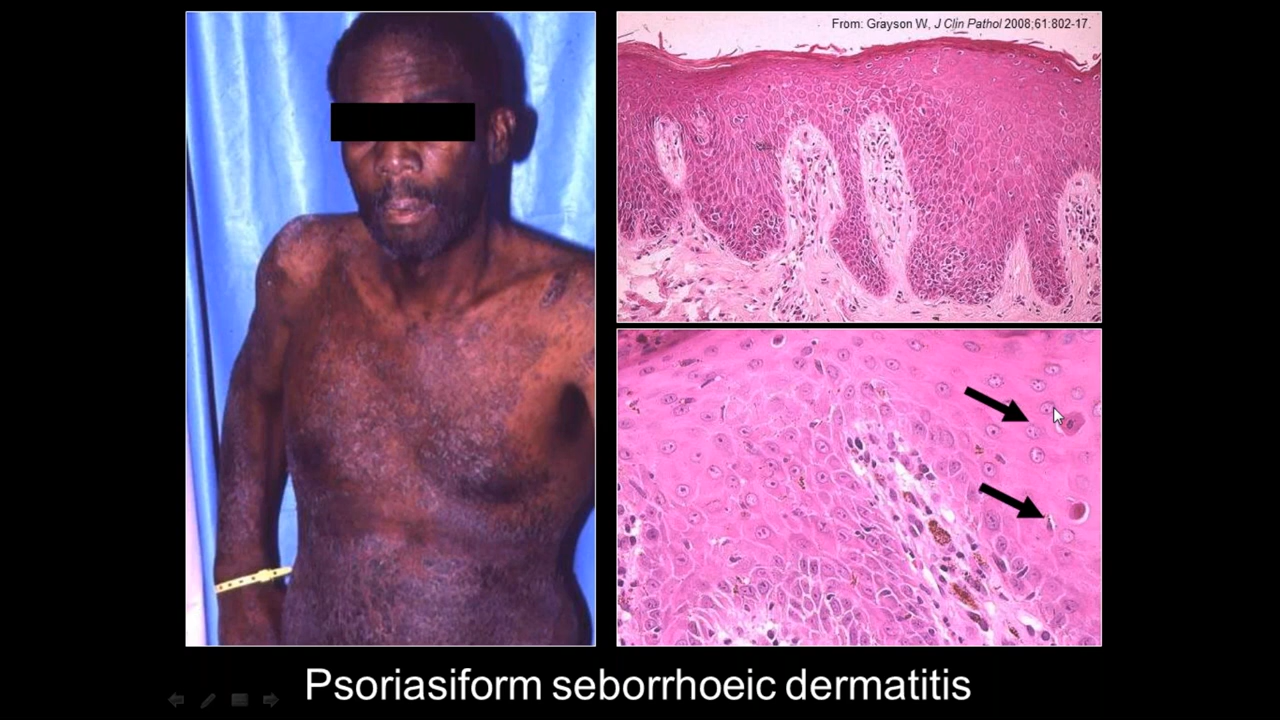 From: Grayson W, J Clin Pathol 2008;61:802-17.
Psoriasiform seborrhoeic dermatitis